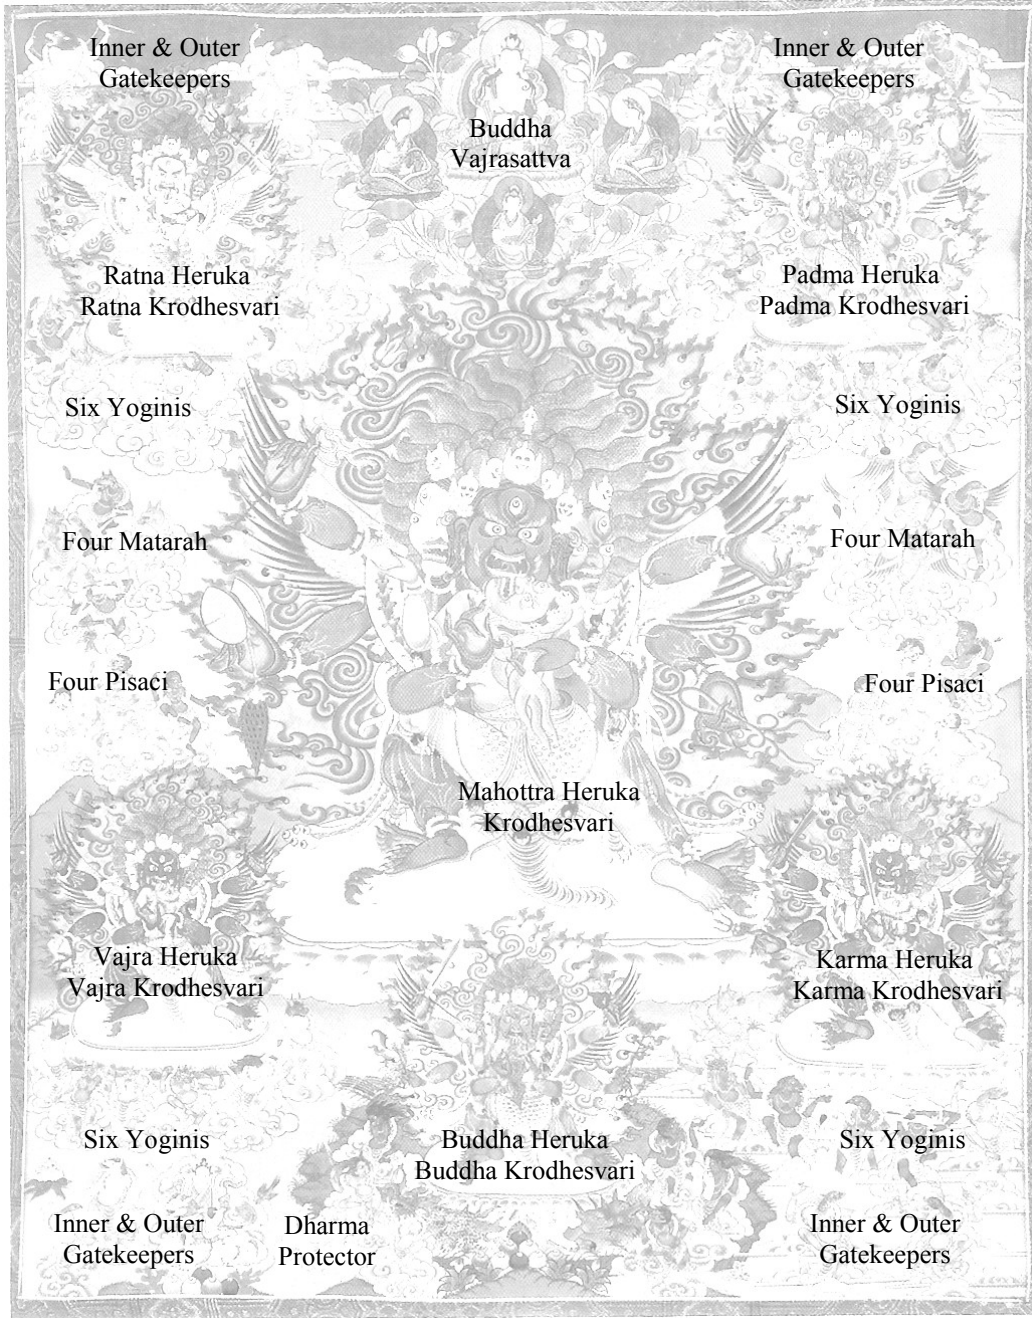 Inner & Outer
Gatekeepers
Inner & Outer
Gatekeepers
Buddha
Vajrasattva
Ratna Heruka
Ratna Krodhesvari
Padma Heruka
Padma Krodhesvari
Six Yoginis
Six Yoginis
Four Matarah
Four Matarah
Four Pisaci
Four Pisaci
Mahottra Heruka
Krodhesvari
Vajra Heruka
Vajra Krodhesvari
Karma Heruka
Karma Krodhesvari
Six Yoginis
Buddha Heruka
Buddha Krodhesvari
Six Yoginis
Inner & Outer
Gatekeepers
Dharma
Protector
Inner & Outer
Gatekeepers